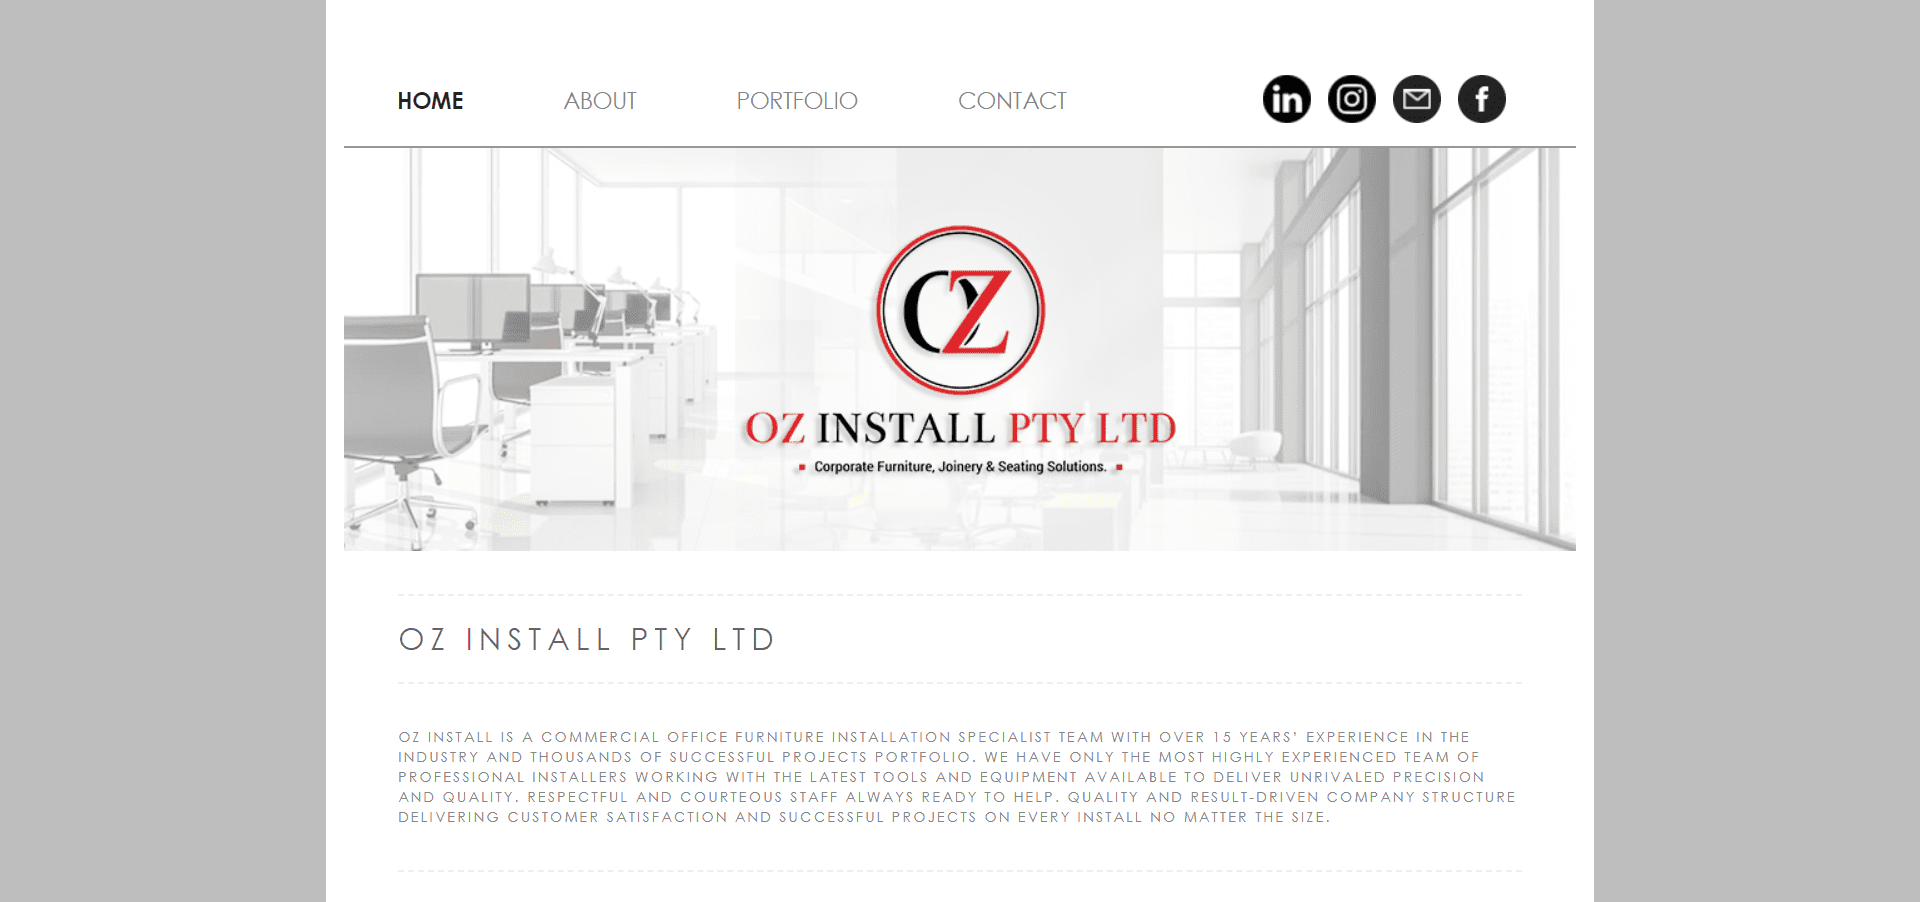 HOME ABOUT PORTFOLIO CONTACT
OZ
OZ INSTALL PTY LTD
Corporate Furniture, Joinery & Seating Solutions.
OZ INSTALL PTY LTD
OZ INSTALL IS A COMMERCIAL OFFICE FURNITURE INSTALLATION SPECIALIST TEAM WITH OVER 15 YEARS’ EXPERIENCE IN THE
INDUSTRY AND THOUSANDS OF SUCCESSFUL PROJECTS PORTFOLIO. WE HAVE ONLY THE MOST HIGHLY EXPERIENCED TEAM OF
PROFESSIONAL INSTALLERS WORKING WITH THE LATEST TOOLS AND EQUIPMENT AVAILABLE TO DELIVER UNRIVALED PRECISION
AND QUALITY. RESPECTFUL AND COURTEOUS STAFF ALWAYS READY TO HELP. QUALITY AND RESULT-DRIVEN COMPANY STRUCTURE
DELIVERING CUSTOMER SATISFACTION AND SUCCESSFUL PROJECTS ON EVERY INSTALL NO MATTER THE SIZE.